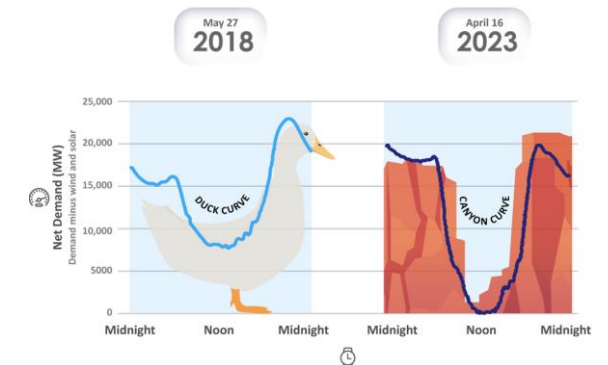 May 27
2018
April 16
2023
Net Demand (MW)
Demand minus wind and solar
25,000
20,000
15,000
10,000
5000
0
DUCK CURVE
CANYON CURVE
Midnight
Noon
Midnight
Midnight
Noon
Midnight